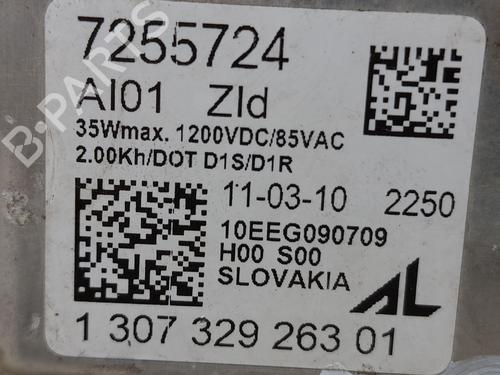 7255724
AI01 ZId
35Wmax. 1200VDC/85VAC
2.00Kh/DOT D1S/D1R
11-03-10 2250
10EEG090709
H00 S00
SLOVAKIA
AL
1 307 329 263 01
B-PARTS